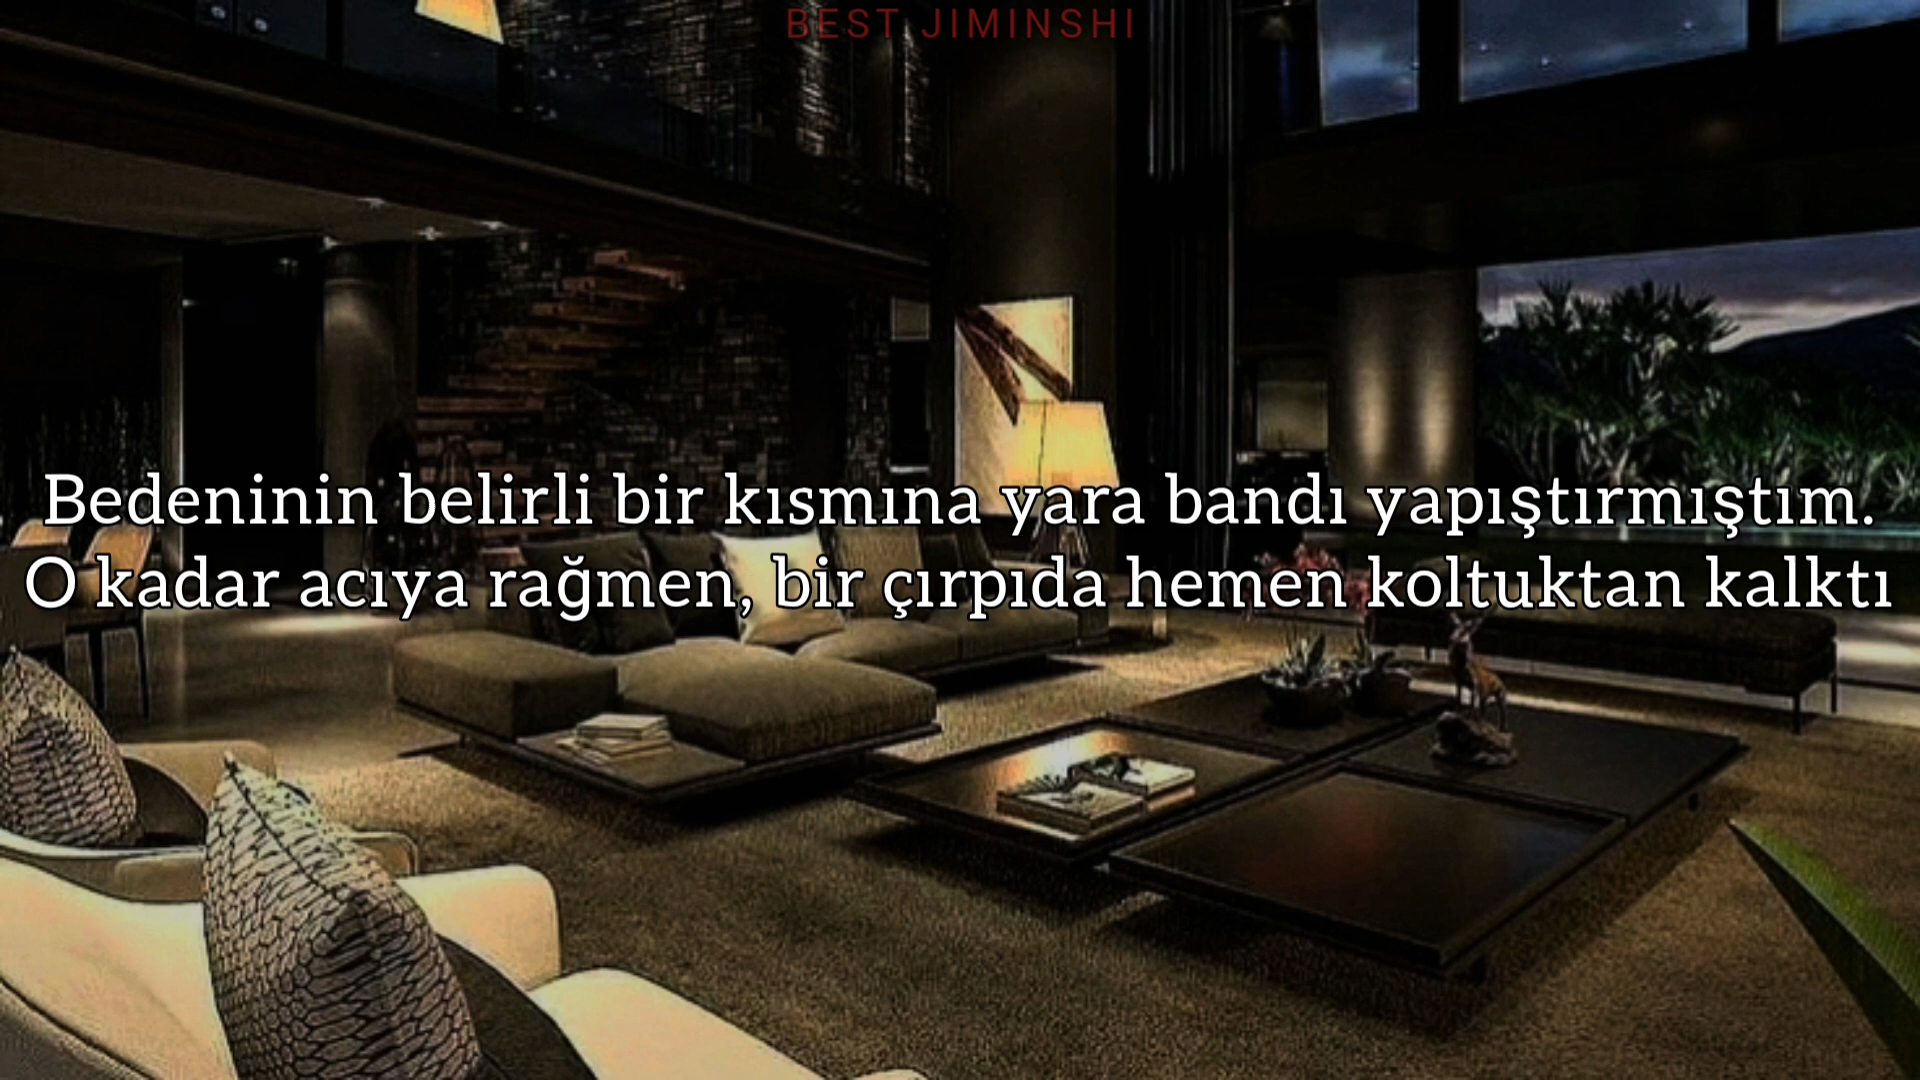 BEST JIMINSHI
Bedeninin belirli bir kısmına yara bandı yapıştırmıştım.
O kadar acıya rağmen, bir çırpıda hemen koltuktan kalktı